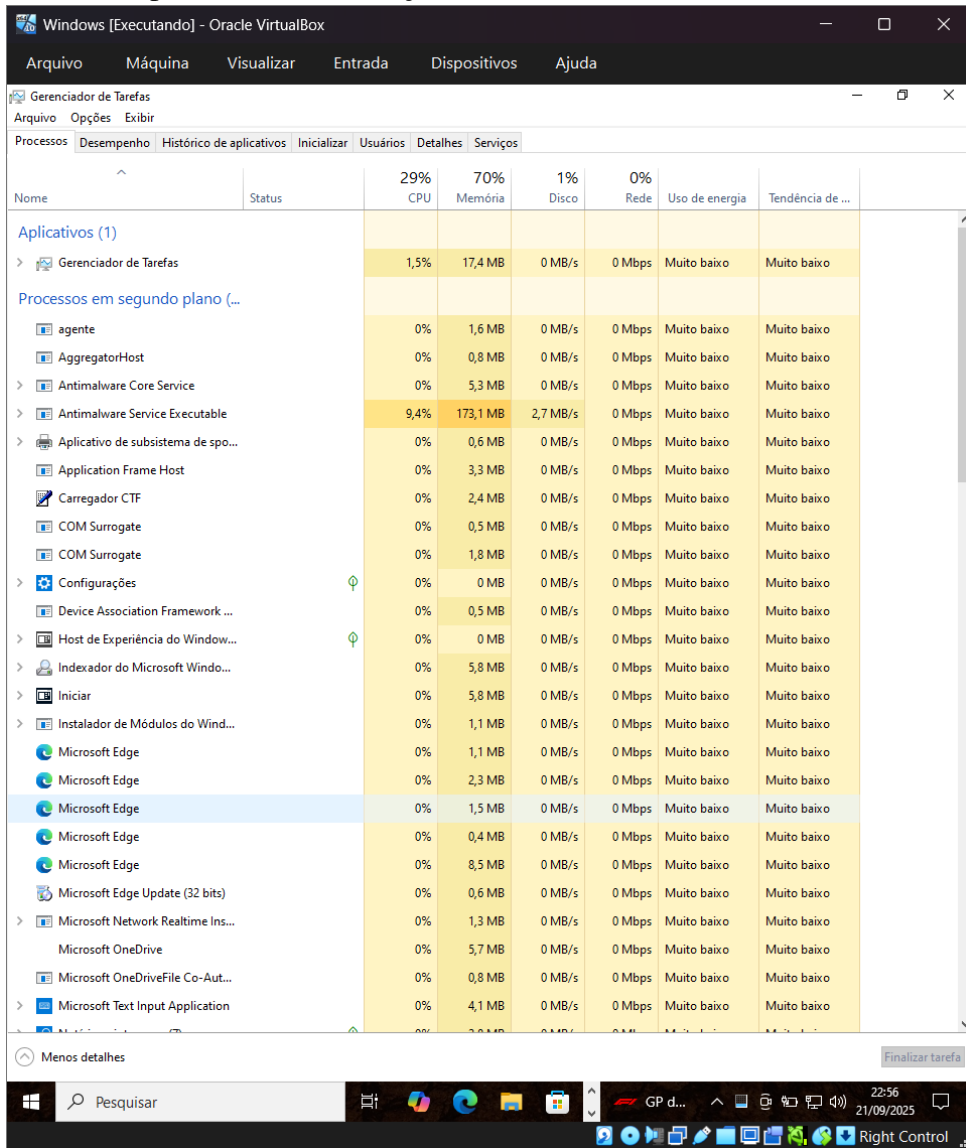 Windows [Executando] - Oracle VirtualBox
Arquivo Máquina Visualizar Entrada Dispositivos Ajuda
Gerenciador de Tarefas
Arquivo Opções Exibir
Processos Desempenho Histórico de aplicativos Inicializar Usuários Detalhes Serviços
29% 70% 1% 0%
Nome Status CPU Memória Disco Rede Uso de energia Tendência de ...
Aplicativos (1)
Gerenciador de Tarefas 1,5% 17,4 MB 0 MB/s 0 Mbps Muito baixo Muito baixo
Processos em segundo plano (...
agente 0% 1,6 MB 0 MB/s 0 Mbps Muito baixo Muito baixo
AggregatorHost 0% 0,8 MB 0 MB/s 0 Mbps Muito baixo Muito baixo
Antimalware Core Service 0% 5,3 MB 0 MB/s 0 Mbps Muito baixo Muito baixo
Antimalware Service Executable 9,4% 173,1 MB 2,7 MB/s 0 Mbps Muito baixo Muito baixo
Aplicativo de subsistema de spo... 0% 0,6 MB 0 MB/s 0 Mbps Muito baixo Muito baixo
Application Frame Host 0% 3,3 MB 0 MB/s 0 Mbps Muito baixo Muito baixo
Carregador CTF 0% 2,4 MB 0 MB/s 0 Mbps Muito baixo Muito baixo
COM Surrogate 0% 0,5 MB 0 MB/s 0 Mbps Muito baixo Muito baixo
COM Surrogate 0% 1,8 MB 0 MB/s 0 Mbps Muito baixo Muito baixo
Configurações 0% 0 MB 0 MB/s 0 Mbps Muito baixo Muito baixo
Device Association Framework ... 0% 0,5 MB 0 MB/s 0 Mbps Muito baixo Muito baixo
Host de Experiência do Window... 0% 0 MB 0 MB/s 0 Mbps Muito baixo Muito baixo
Indexador do Microsoft Windo... 0% 5,8 MB 0 MB/s 0 Mbps Muito baixo Muito baixo
Iniciar 0% 5,8 MB 0 MB/s 0 Mbps Muito baixo Muito baixo
Instalador de Módulos do Wind... 0% 1,1 MB 0 MB/s 0 Mbps Muito baixo Muito baixo
Microsoft Edge 0% 1,1 MB 0 MB/s 0 Mbps Muito baixo Muito baixo
Microsoft Edge 0% 2,3 MB 0 MB/s 0 Mbps Muito baixo Muito baixo
Microsoft Edge 0% 1,5 MB 0 MB/s 0 Mbps Muito baixo Muito baixo
Microsoft Edge 0% 0,4 MB 0 MB/s 0 Mbps Muito baixo Muito baixo
Microsoft Edge 0% 8,5 MB 0 MB/s 0 Mbps Muito baixo Muito baixo
Microsoft Edge Update (32 bits) 0% 0,6 MB 0 MB/s 0 Mbps Muito baixo Muito baixo
Microsoft Network Realtime Ins... 0% 1,3 MB 0 MB/s 0 Mbps Muito baixo Muito baixo
Microsoft OneDrive 0% 5,7 MB 0 MB/s 0 Mbps Muito baixo Muito baixo
Microsoft OneDriveFile Co-Aut... 0% 0,8 MB 0 MB/s 0 Mbps Muito baixo Muito baixo
Microsoft Text Input Application 0% 4,1 MB 0 MB/s 0 Mbps Muito baixo Muito baixo
Menos detalhes Finalizar tarefa
Pesquisar GP d... 22:56
21/09/2025
Right Control